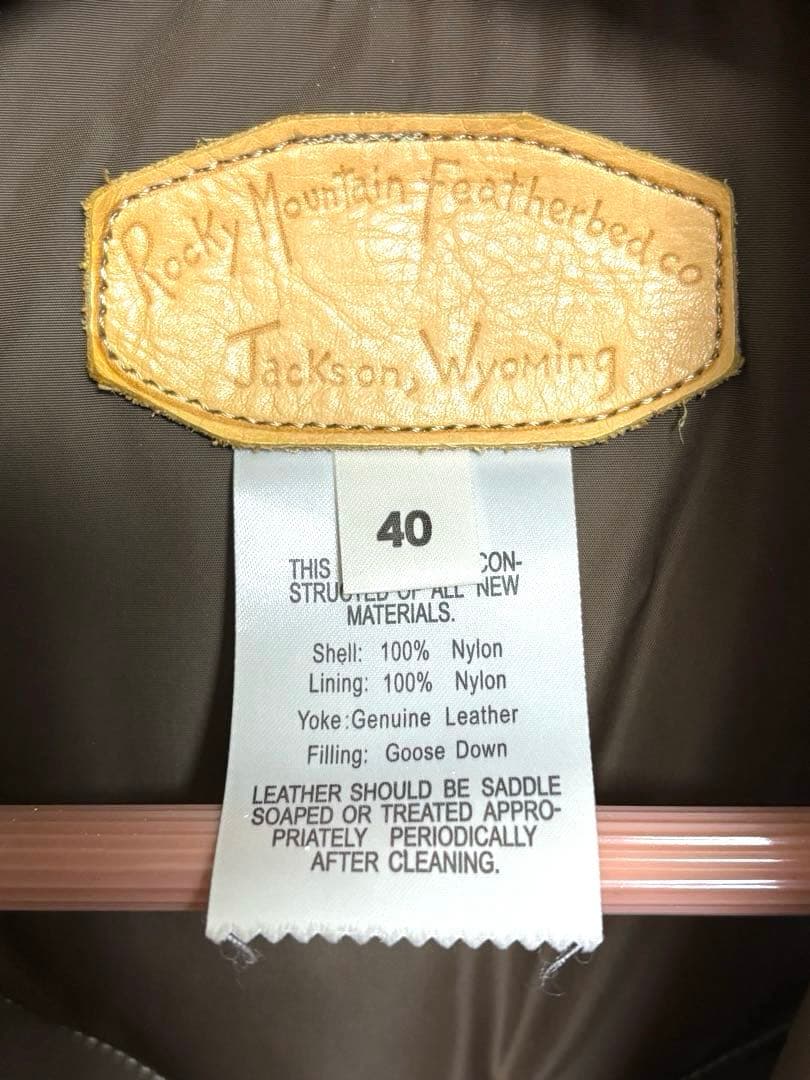 Rocky Mountain Featherbed co
Jackson, Wyoming
40
THIS CON-
STRUCTED OF ALL NEW
MATERIALS.
Shell: 100% Nylon
Lining: 100% Nylon
Yoke:Genuine Leather
Filling: Goose Down
LEATHER SHOULD BE SADDLE
SOAPED OR TREATED APPRO-
PRIATELY PERIODICALLY
AFTER CLEANING.